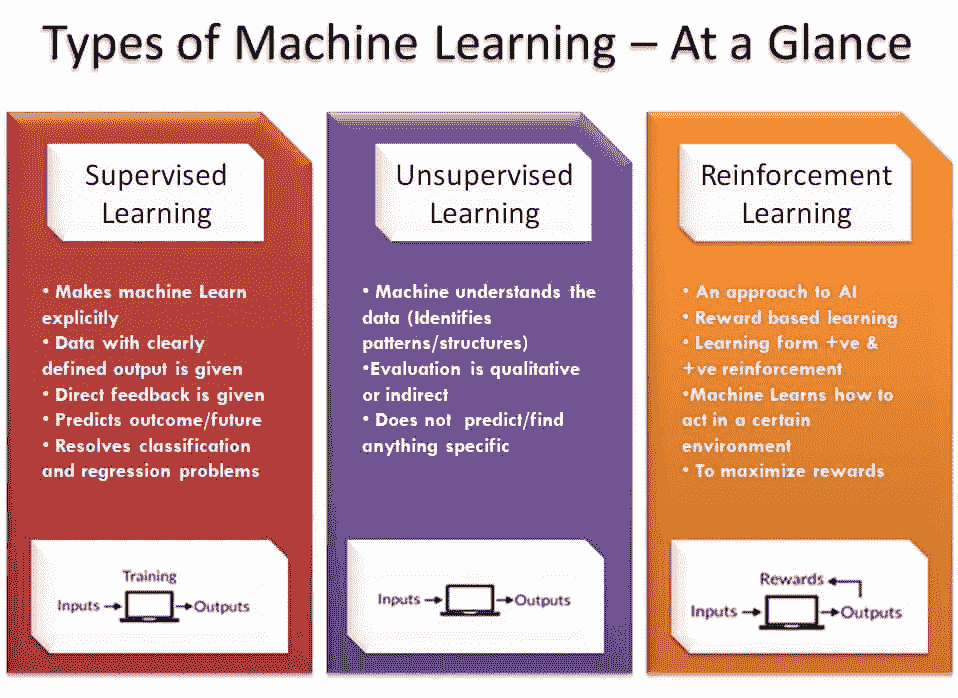 Types of Machine Learning – At a Glance
Supervised
Learning
• Makes machine Learn
explicitly
• Data with clearly
defined output is given
• Direct feedback is given
• Predicts outcome/future
• Resolves classification
and regression problems
Training
Inputs
Outputs
Unsupervised
Learning
• Machine understands the
data (Identifies
patterns/structures)
•Evaluation is qualitative
or indirect
• Does not predict/find
anything specific
Inputs
Outputs
Reinforcement
Learning
• An approach to AI
• Reward based learning
• Learning form +ve &
+ve reinforcement
•Machine Learns how to
act in a certain
environment
• To maximize rewards
Rewards
Inputs
Outputs